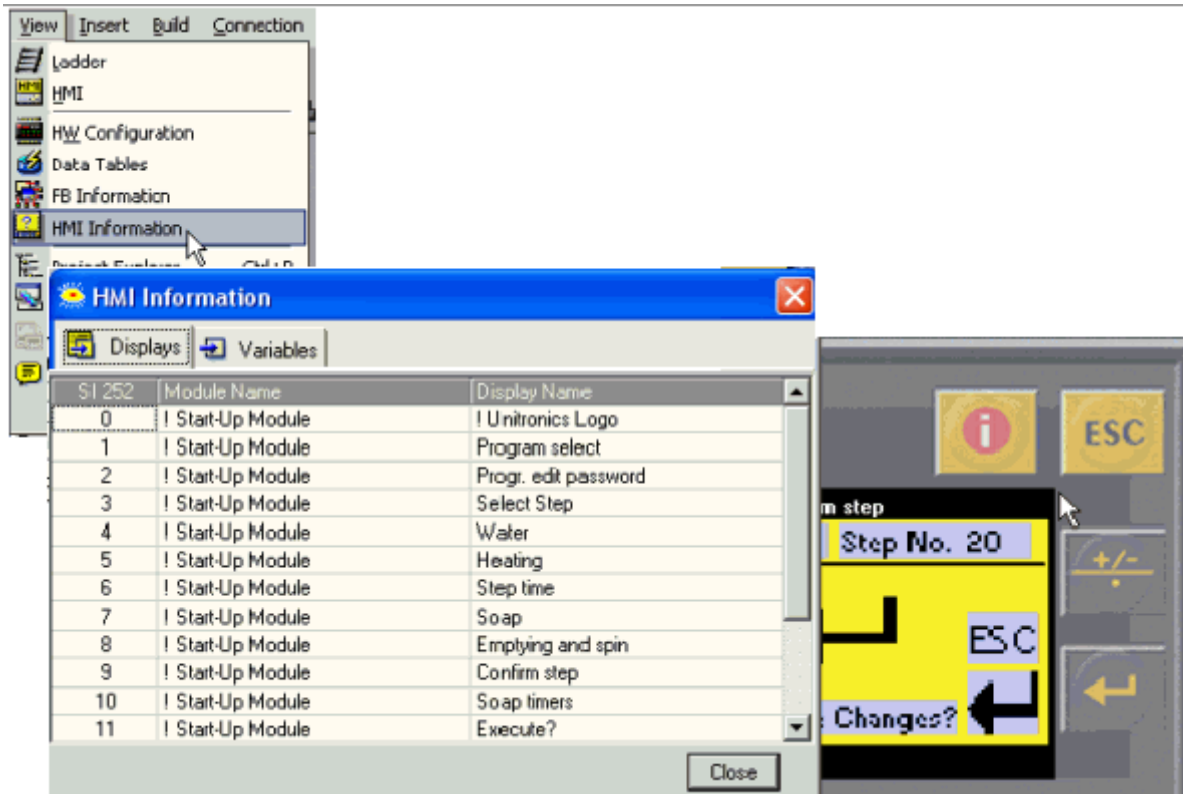 View Insert Build Connection
Ladder
HMI
HMI
HW Configuration
Data Tables
FB Information
HMI Information
HMI Information
Displays Variables
SI 252 Module Name Display Name
0 ! Start-Up Module ! Unitronics Logo
1 ! Start-Up Module Program select
2 ! Start-Up Module Progr. edit password
3 ! Start-Up Module Select Step
4 ! Start-Up Module Water
5 ! Start-Up Module Heating
6 ! Start-Up Module Step time
7 ! Start-Up Module Soap
8 ! Start-Up Module Emptying and spin
9 ! Start-Up Module Confirm step
10 ! Start-Up Module Soap timers
11 ! Start-Up Module Execute?
Close
i ESC
m step
Step No. 20
+/-
.
ESC
Changes?